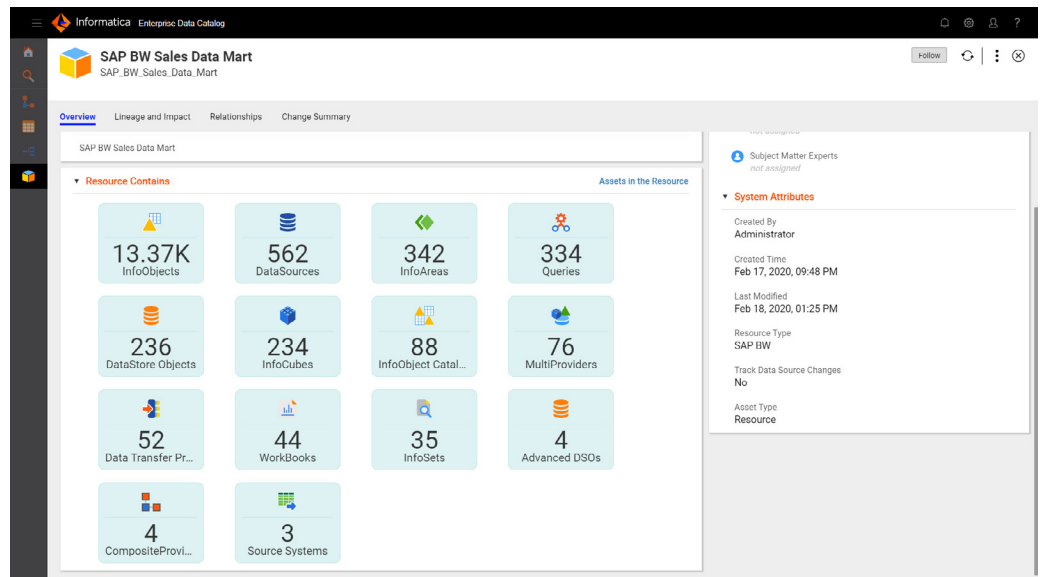 Informatica Enterprise Data Catalog
?
SAP BW Sales Data Mart
SAP_BW_Sales_Data_Mart
Follow
Overview Lineage and Impact Relationships Change Summary
SAP BW Sales Data Mart
Resource Contains
Assets in the Resource
13.37K
InfoObjects
562
DataSources
342
InfoAreas
334
Queries
236
DataStore Objects
234
InfoCubes
88
InfoObject Catal...
76
MultiProviders
52
Data Transfer Pr...
44
WorkBooks
35
InfoSets
4
Advanced DSOs
4
CompositeProvi...
3
Source Systems
not assigned
Subject Matter Experts
not assigned
System Attributes
Created By
Administrator
Created Time
Feb 17, 2020, 09:48 PM
Last Modified
Feb 18, 2020, 01:25 PM
Resource Type
SAP BW
Track Data Source Changes
No
Asset Type
Resource